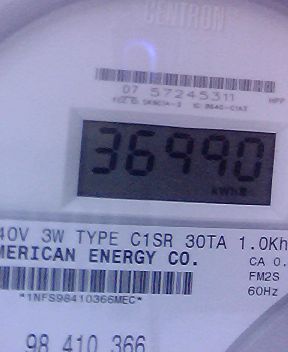 CENTRON
07 57245311
36990
kWh
40V 3W TYPE C1SR 30TA 1.0Kh
MERICAN ENERGY CO.
CA 0.
FM2S
60Hz
*1NFS98410366MEC*
98 410 366